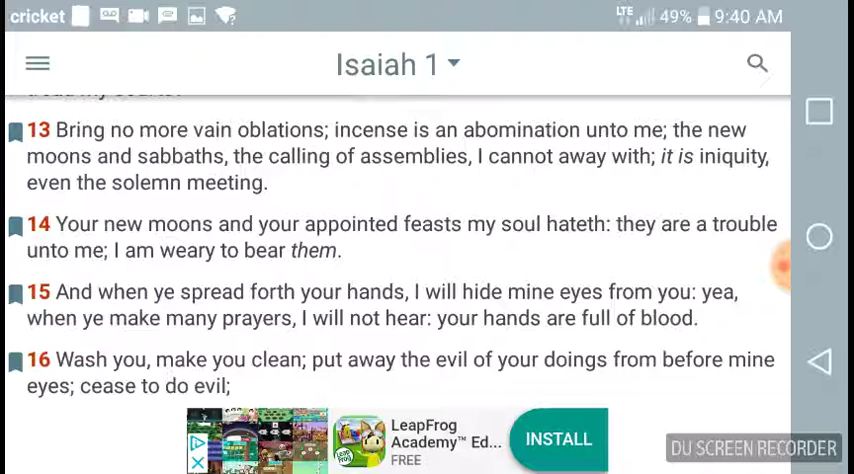 cricket 49% 9:40 AM
LTE
Isaiah 1
13 Bring no more vain oblations; incense is an abomination unto me; the new
moons and sabbaths, the calling of assemblies, I cannot away with; it is iniquity,
even the solemn meeting.
14 Your new moons and your appointed feasts my soul hateth: they are a trouble
unto me; I am weary to bear them.
15 And when ye spread forth your hands, I will hide mine eyes from you: yea,
when ye make many prayers, I will not hear: your hands are full of blood.
16 Wash you, make you clean; put away the evil of your doings from before mine
eyes; cease to do evil;
LeapFrog
Academy™ Ed...
FREE
INSTALL
DU SCREEN RECORDER